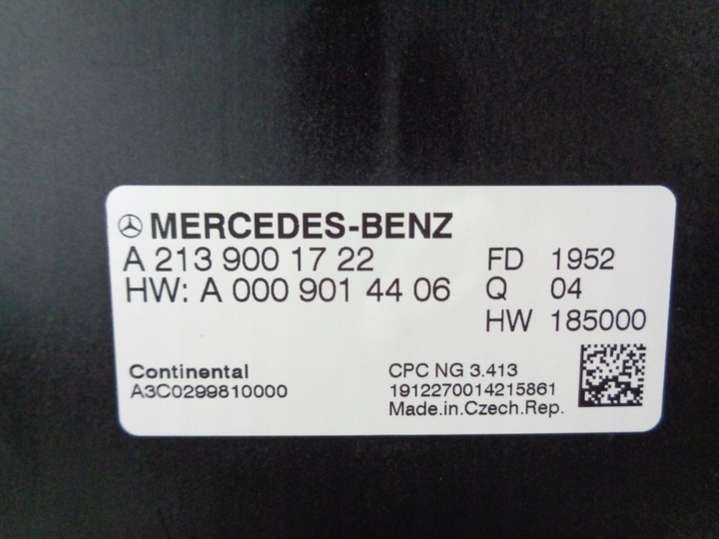 MERCEDES-BENZ
A 213 900 17 22 FD 1952
HW: A 000 901 44 06 Q 04
HW 185000
Continental CPC NG 3.413
A3C0299810000 1912270014215861
Made.in.Czech.Rep.